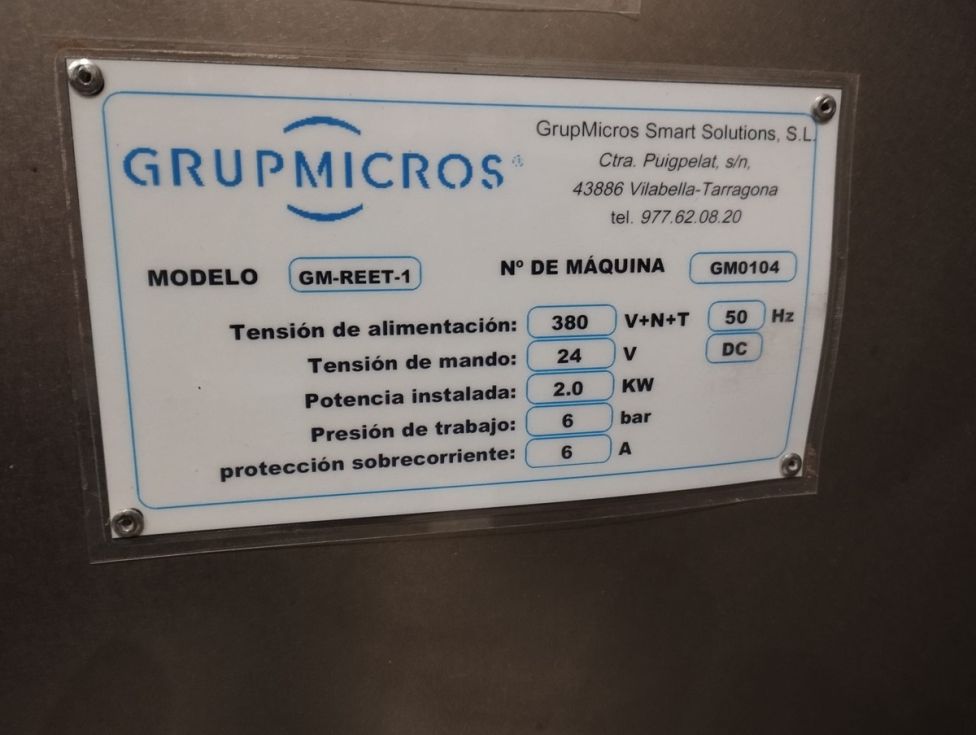 GRUPMICROS®
GrupMicros Smart Solutions, S.L.
Ctra. Puigpelat, s/n,
43886 Vilabella-Tarragona
tel. 977.62.08.20
MODELO GM-REET-1 Nº DE MÁQUINA GM0104
Tensión de alimentación: 380 V+N+T 50 Hz
Tensión de mando: 24 V DC
Potencia instalada: 2.0 KW
Presión de trabajo: 6 bar
protección sobrecorriente: 6 A